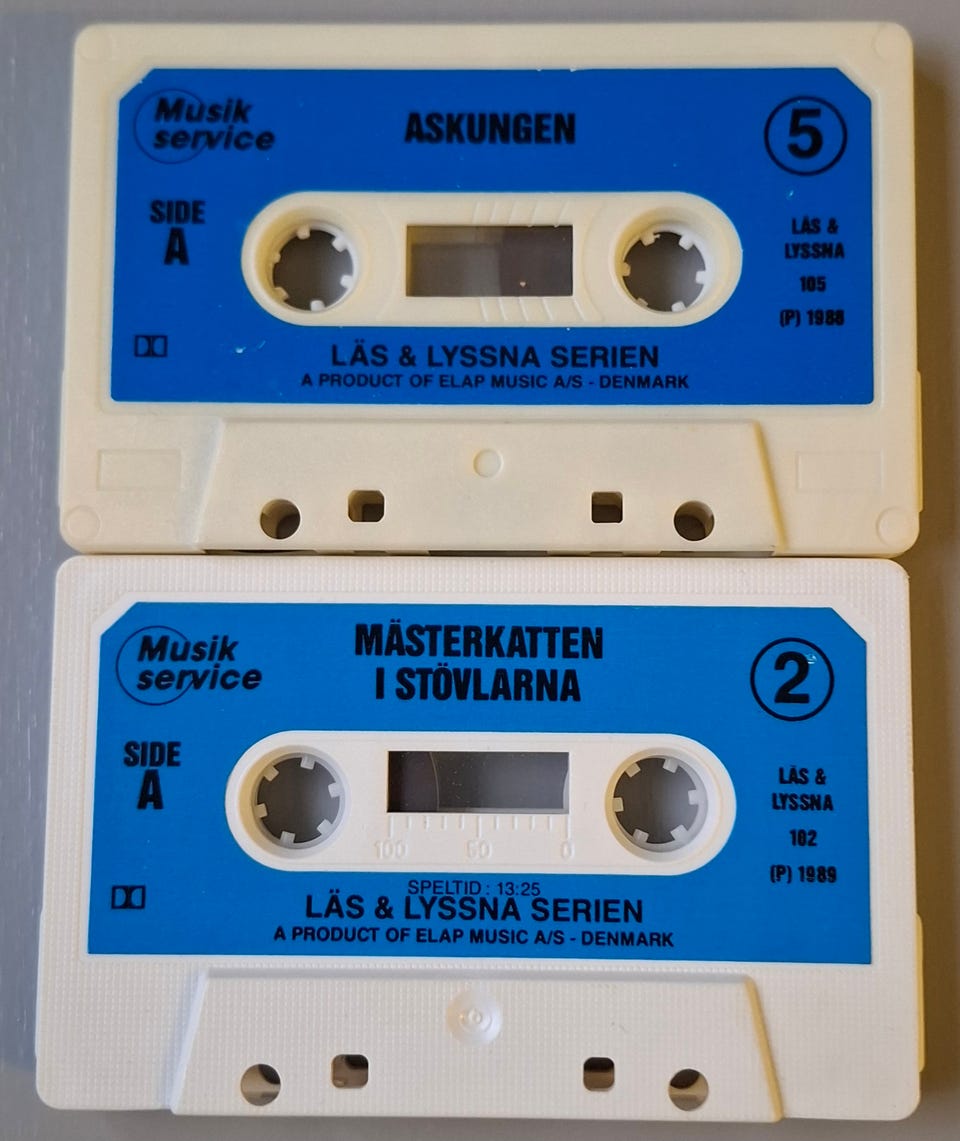 Musik
service
ASKUNGEN
5
SIDE
A
LÄS &
LYSSNA
105
(P) 1988
LÄS & LYSSNA SERIEN
A PRODUCT OF ELAP MUSIC A/S - DENMARK
Musik
service
MÄSTERKATTEN
I STÖVLARNA
2
SIDE
A
LÄS &
LYSSNA
102
(P) 1989
100 50 0
SPELTID : 13:25
LÄS & LYSSNA SERIEN
A PRODUCT OF ELAP MUSIC A/S - DENMARK